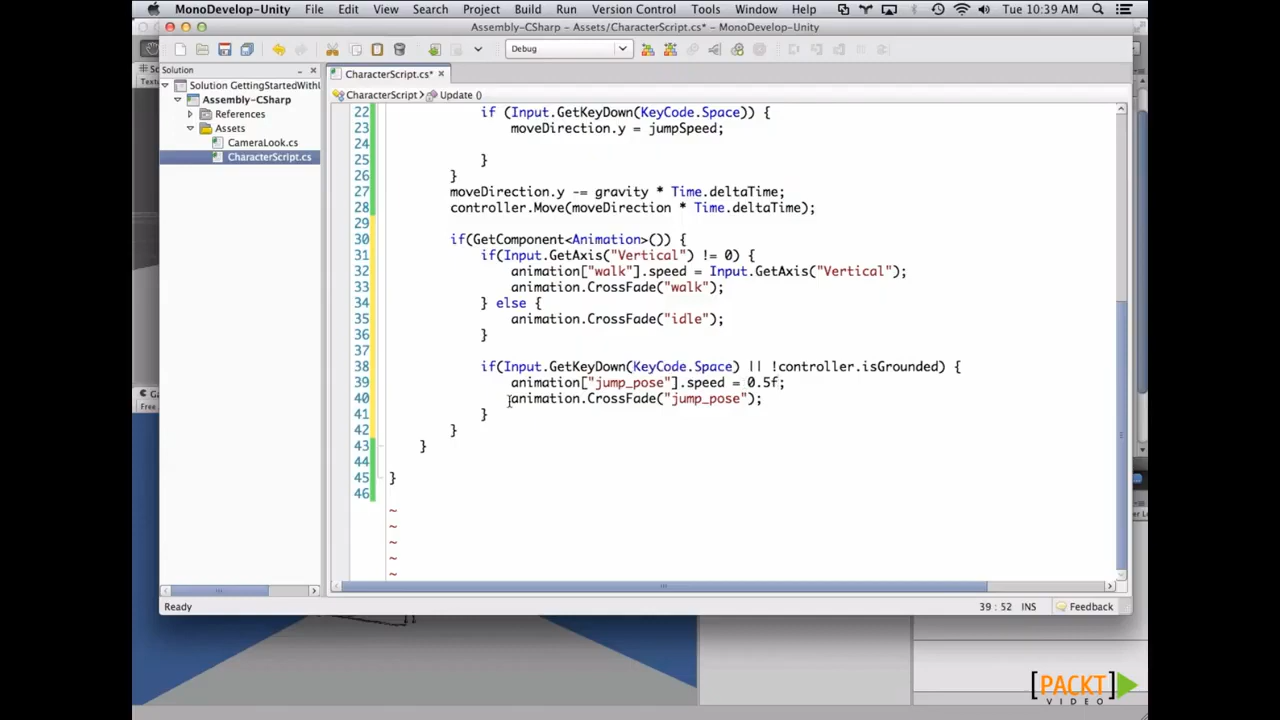 MonoDevelop-Unity File Edit View Search Project Build Run Version Control Tools Window Help Tue 10:39 AM
Assembly-CSharp - Assets/CharacterScript.cs* - MonoDevelop-Unity
Debug
Solution
CharacterScript.cs*
Solution GettingStartedWithU
Assembly-CSharp
References
Assets
CameraLook.cs
CharacterScript.cs
CharacterScript Update ()
22 if (Input.GetKeyDown(KeyCode.Space)) {
23 moveDirection.y = jumpSpeed;
24
25 }
26 }
27 moveDirection.y -= gravity * Time.deltaTime;
28 controller.Move(moveDirection * Time.deltaTime);
29
30 if(GetComponent<Animation>()) {
31 if(Input.GetAxis("Vertical") != 0) {
32 animation["walk"].speed = Input.GetAxis("Vertical");
33 animation.CrossFade("walk");
34 } else {
35 animation.CrossFade("idle");
36 }
37
38 if(Input.GetKeyDown(KeyCode.Space) || !controller.isGrounded) {
39 animation["jump_pose"].speed = 0.5f;
40 animation.CrossFade("jump_pose");
41 }
42 }
43 }
44
45 }
46
~
~
~
~
~
Ready
39 : 52 INS Feedback
Free
[PACKT]
VIDEO